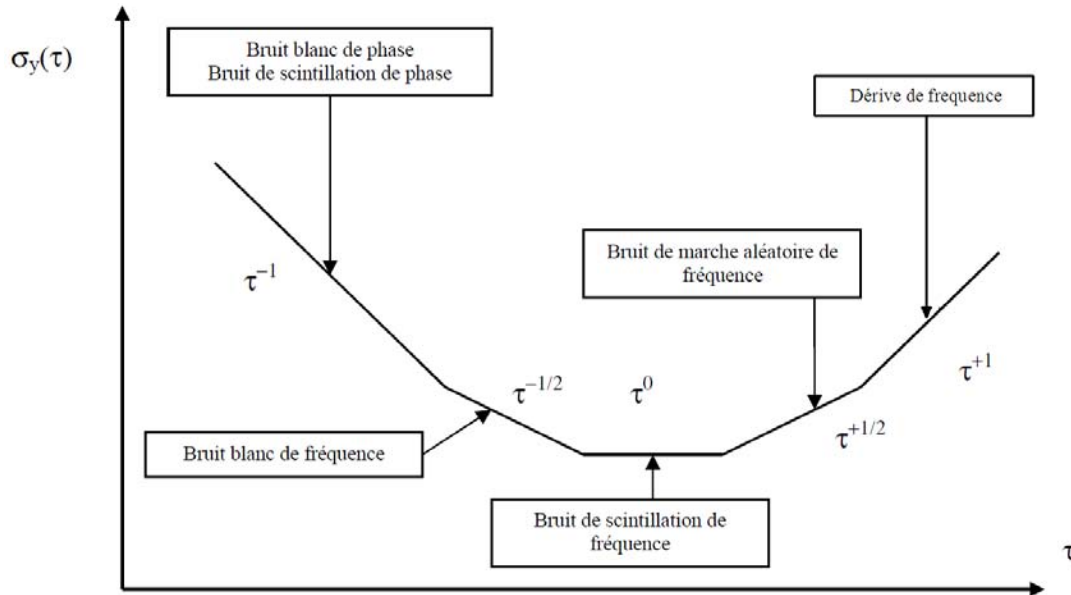 σy(τ)
Bruit blanc de phase
Bruit de scintillation de phase
Dérive de frequence
Bruit de marche aléatoire de
fréquence
τ⁻¹
τ⁻¹/²
τ⁰
τ⁺¹
τ⁺¹/²
Bruit blanc de fréquence
Bruit de scintillation de
fréquence
τ